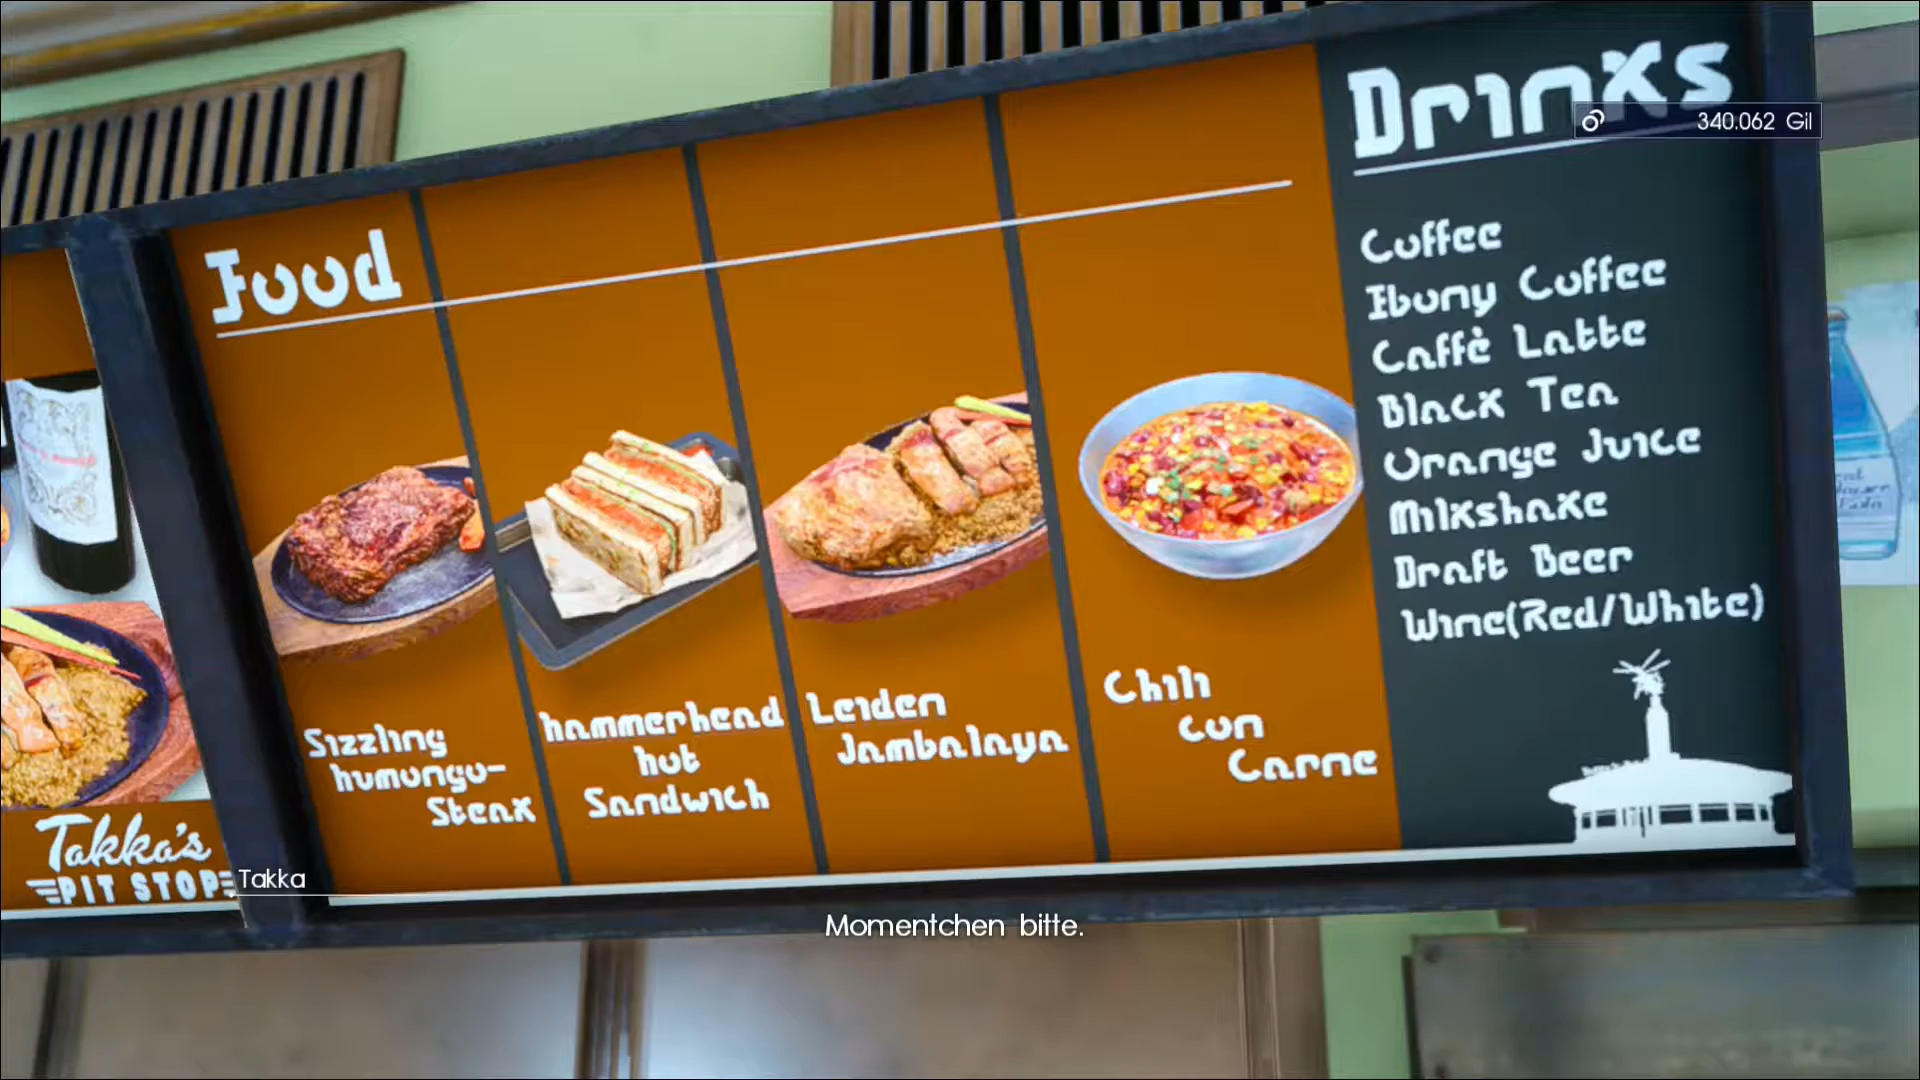 Drinks
340.062 Gil
Food
Coffee
Ebony Coffee
Caffè Latte
Black Tea
Orange Juice
Milkshake
Draft Beer
Wine(Red/White)
Sizzling
humongo-
Steak
hammerhead
hot
Sandwich
Leiden
Jambalaya
Chili
con
Carne
Takka's
PIT STOP
Takka
Momentchen bitte.